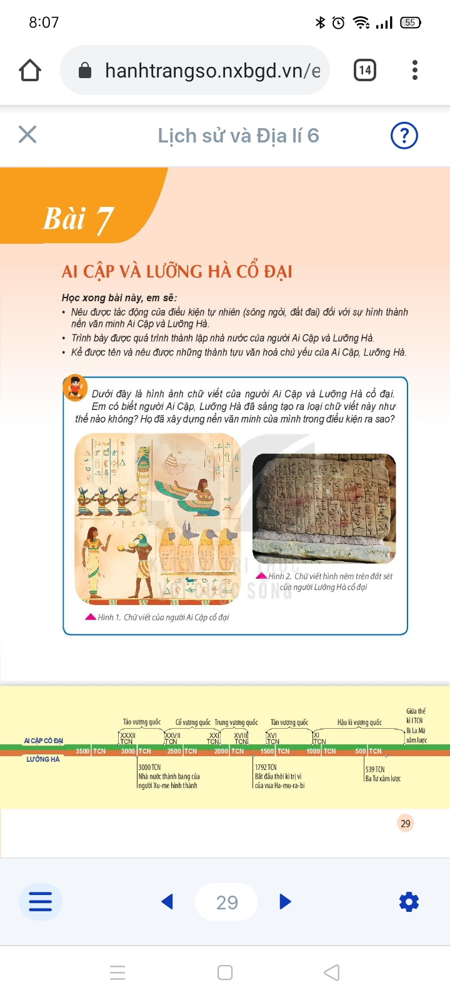 8:07
55
hanhtrangso.nxbgd.vn/e
14
Lịch sử và Địa lí 6
?
Bài 7
AI CẬP VÀ LƯỠNG HÀ CỔ ĐẠI
Học xong bài này, em sẽ:
• Nêu được tác động của điều kiện tự nhiên (sông ngòi, đất đai) đối với sự hình thành
nền văn minh Ai Cập và Lưỡng Hà.
• Trình bày được quá trình thành lập nhà nước của người Ai Cập và Lưỡng Hà.
• Kể được tên và nêu được những thành tựu văn hoá chủ yếu của Ai Cập, Lưỡng Hà.
Dưới đây là hình ảnh chữ viết của người Ai Cập và Lưỡng Hà cổ đại.
Em có biết người Ai Cập, Lưỡng Hà đã sáng tạo ra loại chữ viết này như
thế nào không? Họ đã xây dựng nền văn minh của mình trong điều kiện ra sao?
KẾT NỐI TRI THỨC
VỚI CUỘC SỐNG
Hình 2. Chữ viết hình nêm trên đất sét
của người Lưỡng Hà cổ đại
Hình 1. Chữ viết của người Ai Cập cổ đại
Tảo vương quốc Cổ vương quốc Trung vương quốc Tân vương quốc Hậu kì vương quốc
Giữa thế
kỉ I TCN
Bị La Mã
xâm lược
XXXII TCN XXVII TCN XXI TCN XVIII TCN XVI TCN XI TCN
AI CẬP CỔ ĐẠI
3500 TCN 3000 TCN 2500 TCN 2000 TCN 1500 TCN 1000 TCN 500 TCN
LƯỠNG HÀ
3000 TCN
Nhà nước thành bang của
người Xu-me hình thành
1792 TCN
Bắt đầu thời kì trị vì
của vua Ha-mu-ra-bi
539 TCN
Ba Tư xâm lược
29
29